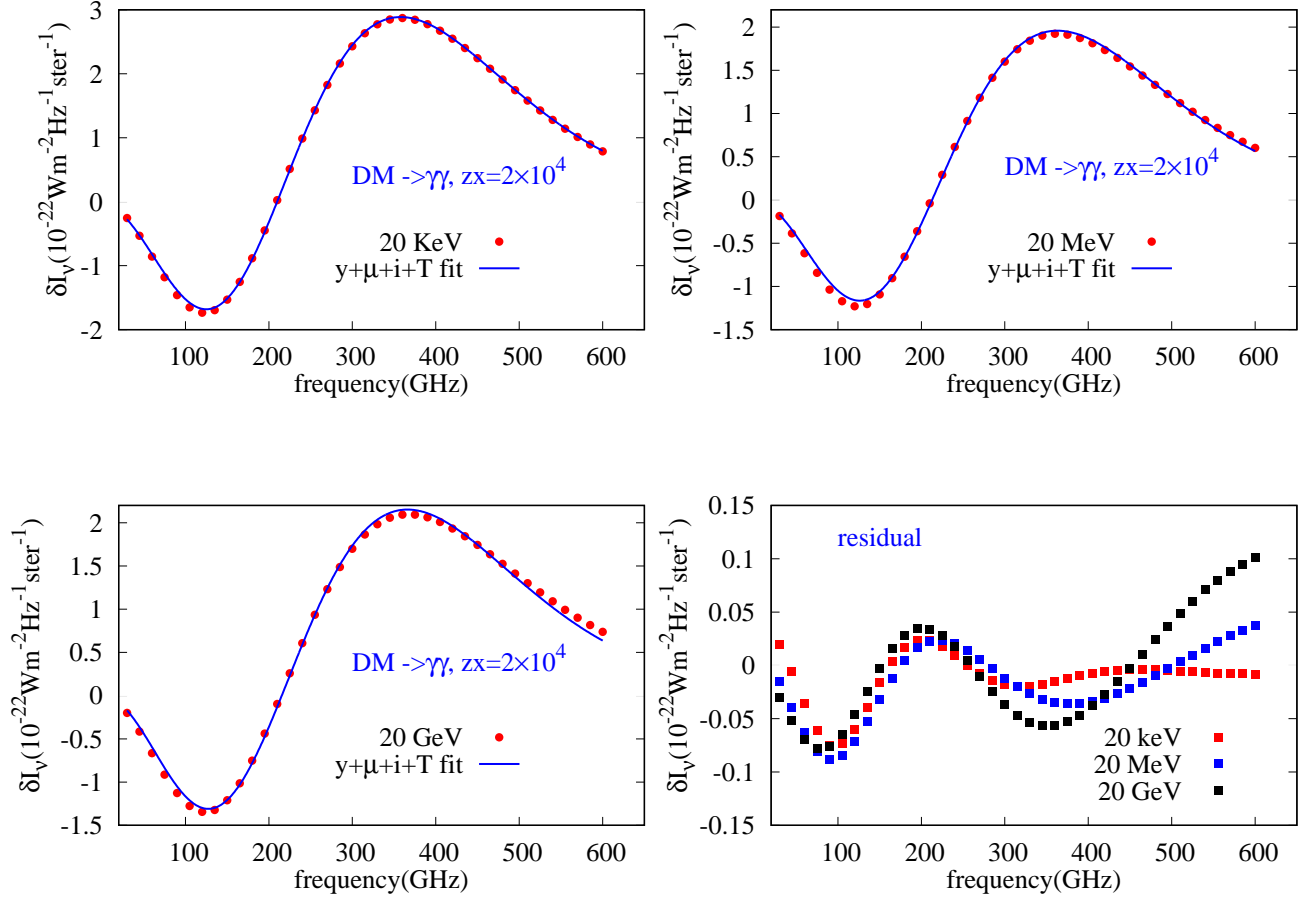 δIν(10-22Wm-2Hz-1ster-1)
3
2
1
0
-1
-2
DM ->γγ, zx=2×104
20 KeV
y+μ+i+T fit
100 200 300 400 500 600
frequency(GHz)
δIν(10-22Wm-2Hz-1ster-1)
2
1.5
1
0.5
0
-0.5
-1
-1.5
DM ->γγ, zx=2×104
20 MeV
y+μ+i+T fit
100 200 300 400 500 600
frequency(GHz)
δIν(10-22Wm-2Hz-1ster-1)
2
1.5
1
0.5
0
-0.5
-1
-1.5
DM ->γγ, zx=2×104
20 GeV
y+μ+i+T fit
100 200 300 400 500 600
frequency(GHz)
δIν(10-22Wm-2Hz-1ster-1)
0.15
0.1
0.05
0
-0.05
-0.1
-0.15
residual
20 keV
20 MeV
20 GeV
100 200 300 400 500 600
frequency(GHz)